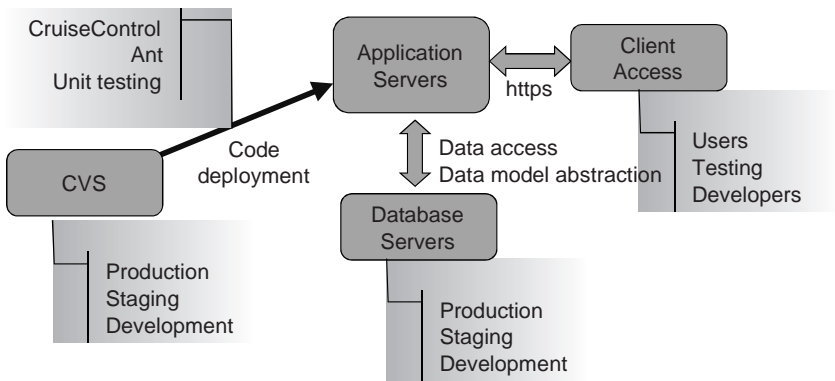 CruiseControl
Ant
Unit testing
Application
Servers
Client
Access
https
Code
deployment
Data access
Data model abstraction
Users
Testing
Developers
CVS
Database
Servers
Production
Staging
Development
Production
Staging
Development